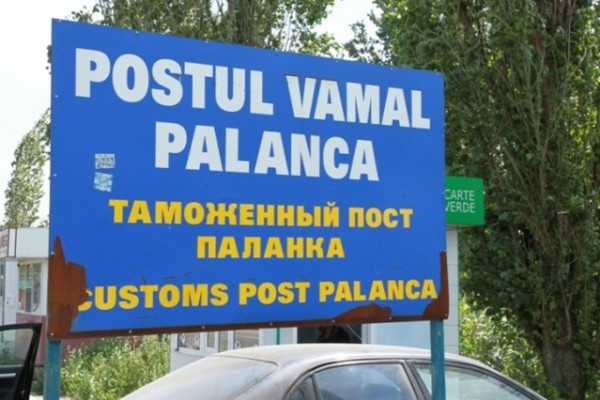 POSTUL VAMAL
PALANCA
ТАМОЖЕННЫЙ ПОСТ
ПАЛАНКА
CUSTOMS POST PALANCA
CARTE
VERDE